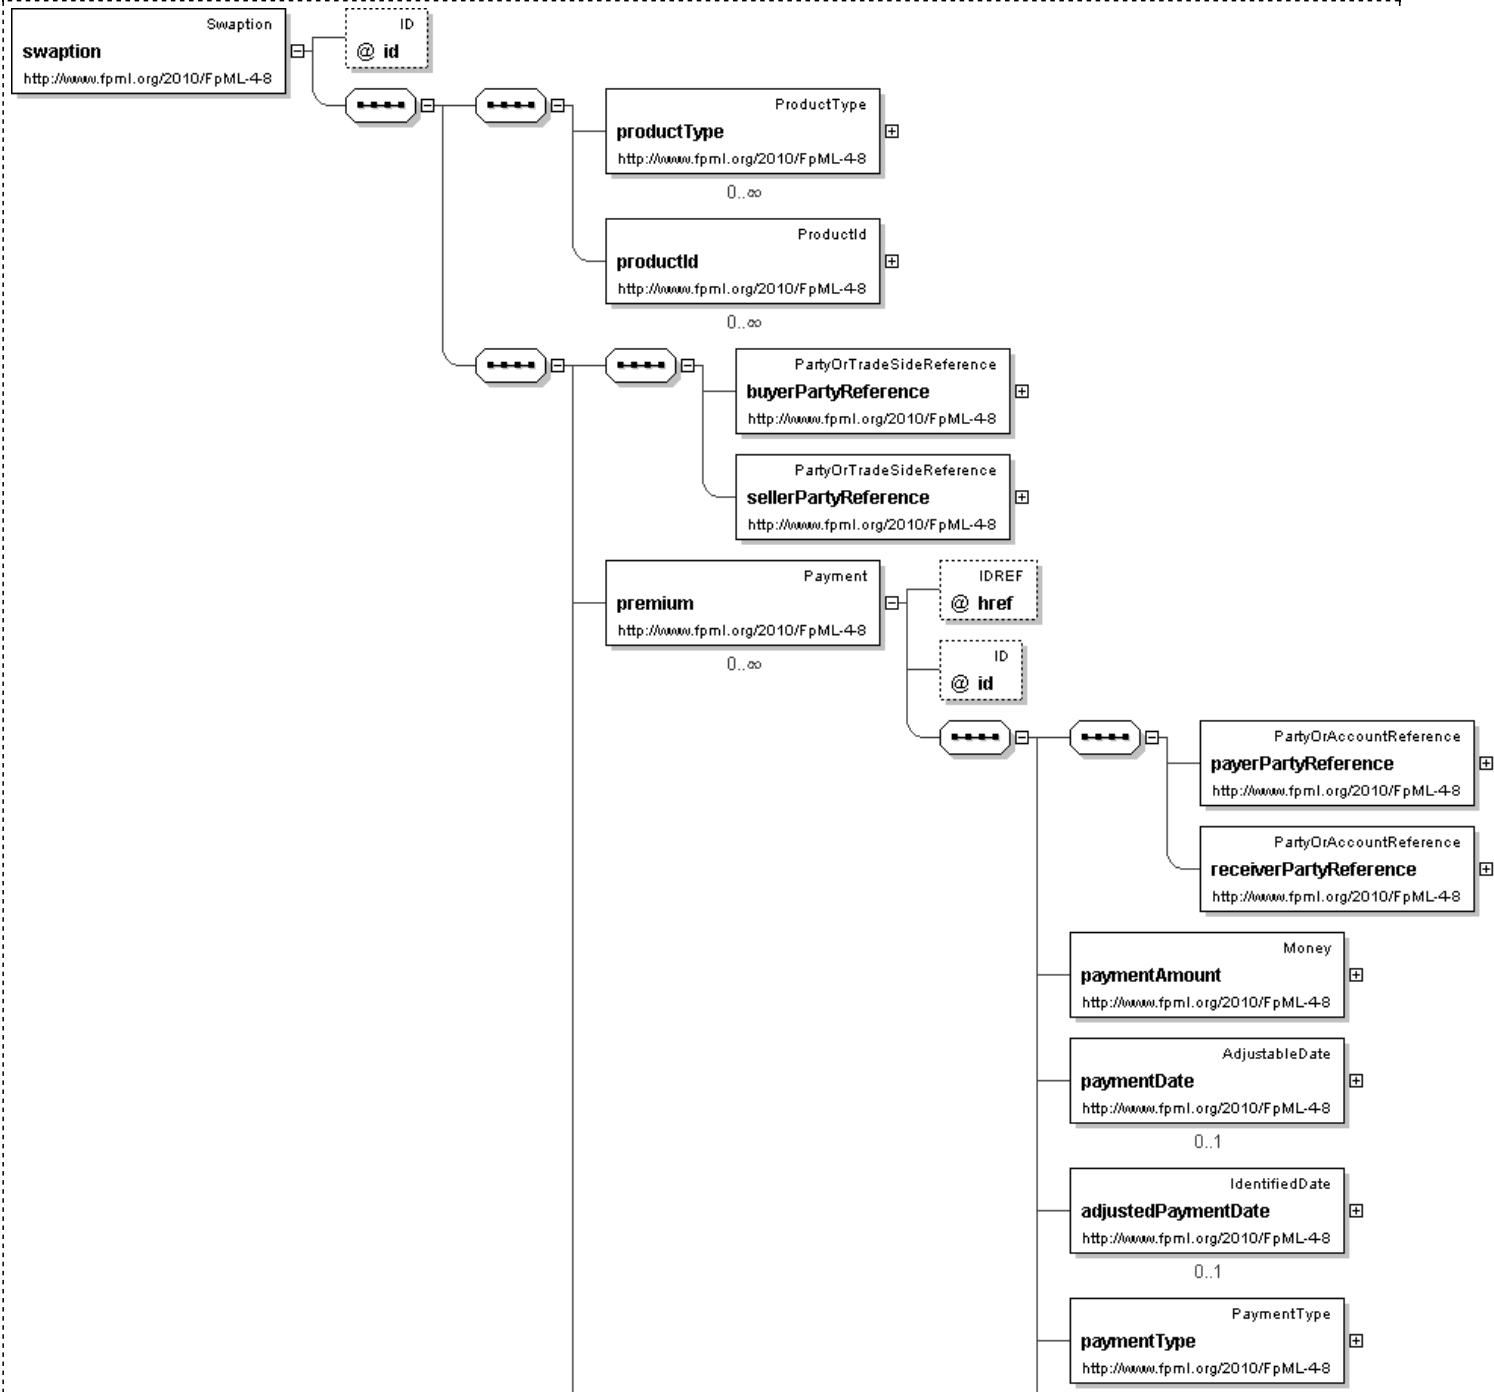 Swaption
swaption
http://www.fpml.org/2010/FpML-4-8
ID
@ id
ProductType
productType
http://www.fpml.org/2010/FpML-4-8
0..∞
ProductId
productId
http://www.fpml.org/2010/FpML-4-8
0..∞
PartyOrTradeSideReference
buyerPartyReference
http://www.fpml.org/2010/FpML-4-8
PartyOrTradeSideReference
sellerPartyReference
http://www.fpml.org/2010/FpML-4-8
Payment
premium
http://www.fpml.org/2010/FpML-4-8
0..∞
IDREF
@ href
ID
@ id
PartyOrAccountReference
payerPartyReference
http://www.fpml.org/2010/FpML-4-8
PartyOrAccountReference
receiverPartyReference
http://www.fpml.org/2010/FpML-4-8
Money
paymentAmount
http://www.fpml.org/2010/FpML-4-8
AdjustableDate
paymentDate
http://www.fpml.org/2010/FpML-4-8
0..1
IdentifiedDate
adjustedPaymentDate
http://www.fpml.org/2010/FpML-4-8
0..1
PaymentType
paymentType
http://www.fpml.org/2010/FpML-4-8